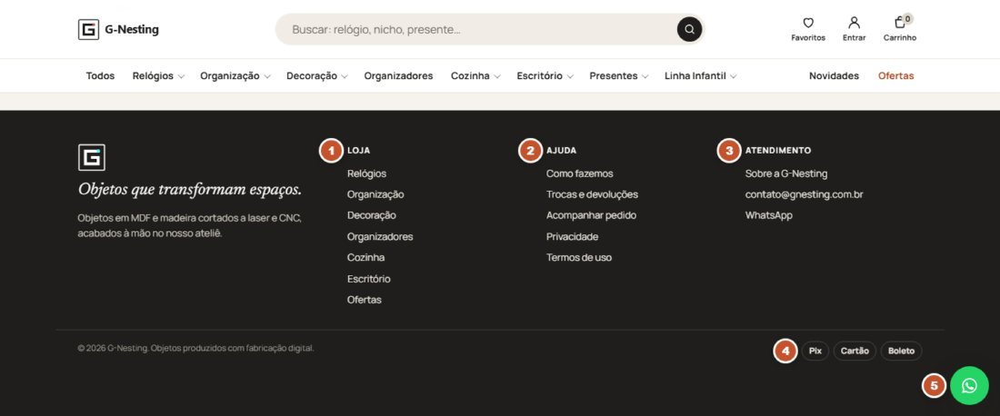 G-Nesting
Buscar: relógio, nicho, presente...
Favoritos
Entrar
0
Carrinho
Todos
Relógios
Organização
Decoração
Organizadores
Cozinha
Escritório
Presentes
Linha Infantil
Novidades
Ofertas
G
Objetos que transformam espaços.
Objetos em MDF e madeira cortados a laser e CNC,
acabados à mão no nosso ateliê.
1 LOJA
Relógios
Organização
Decoração
Organizadores
Cozinha
Escritório
Ofertas
2 AJUDA
Como fazemos
Trocas e devoluções
Acompanhar pedido
Privacidade
Termos de uso
3 ATENDIMENTO
Sobre a G-Nesting
contato@gnesting.com.br
WhatsApp
© 2026 G-Nesting. Objetos produzidos com fabricação digital.
4 Pix Cartão Boleto
5